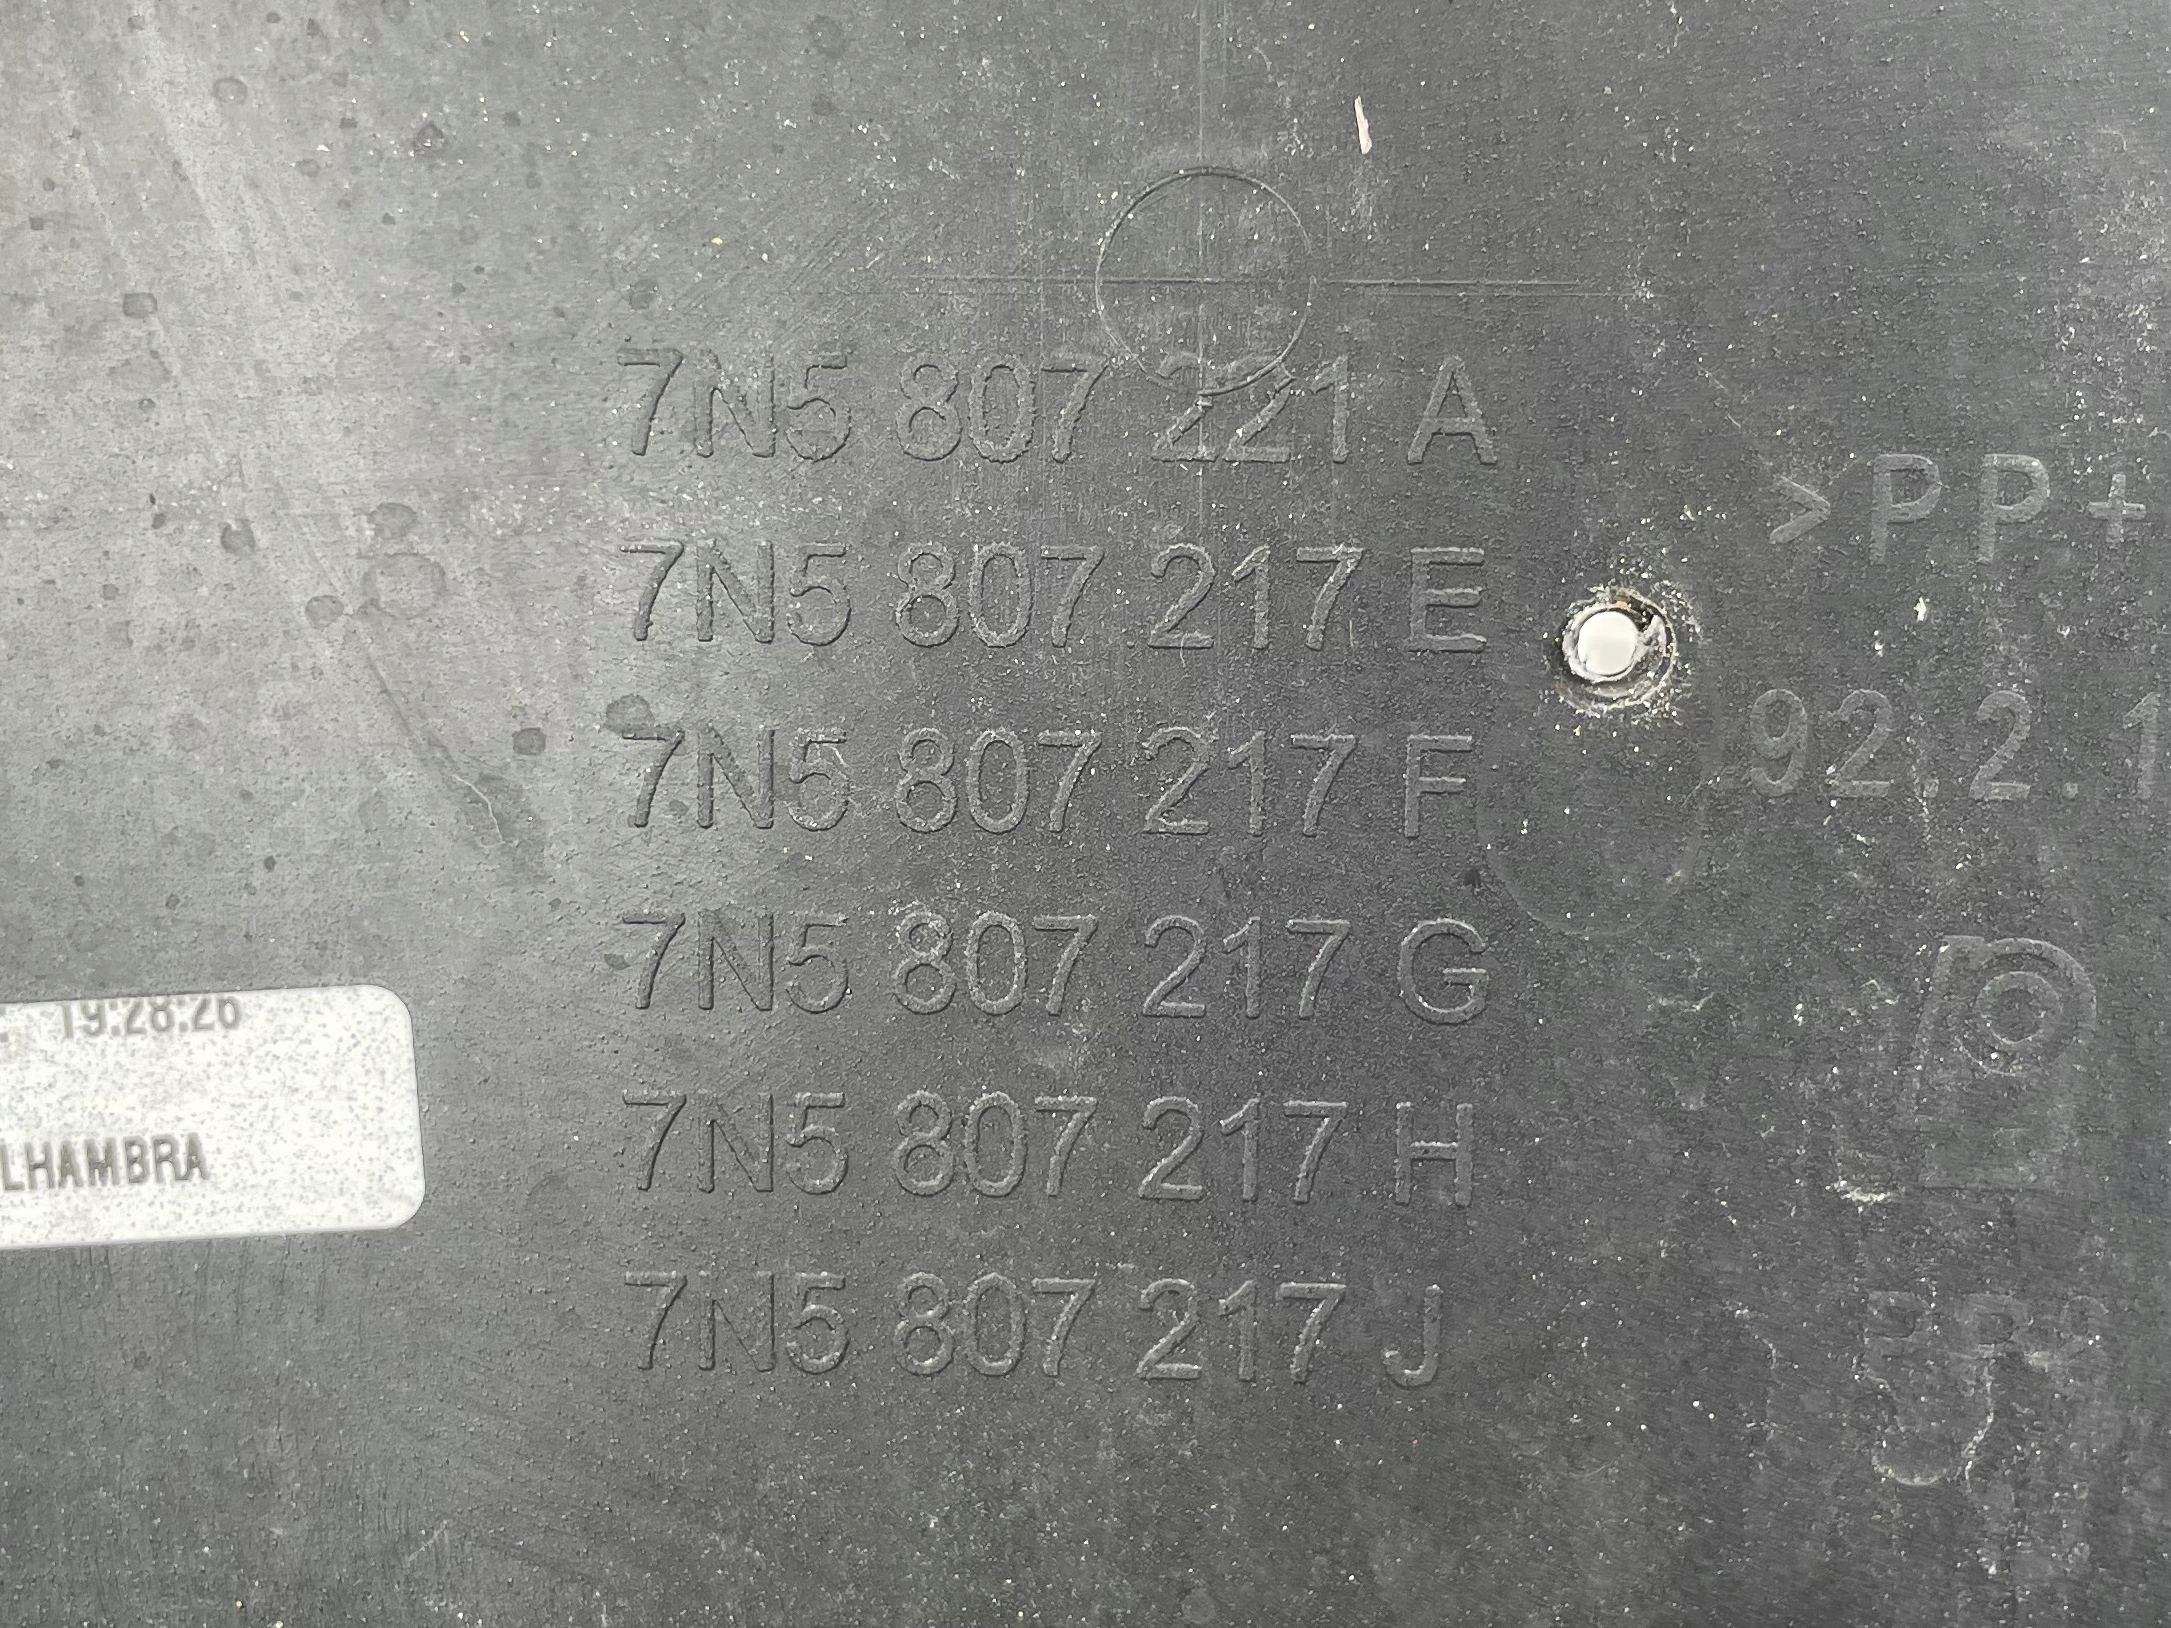 7N5 807 221 A
7N5 807 217 E
7N5 807 217 F
7N5 807 217 G
7N5 807 217 H
7N5 807 217 J
>PP+
92.2.1
19:28:26
LHAMBRA